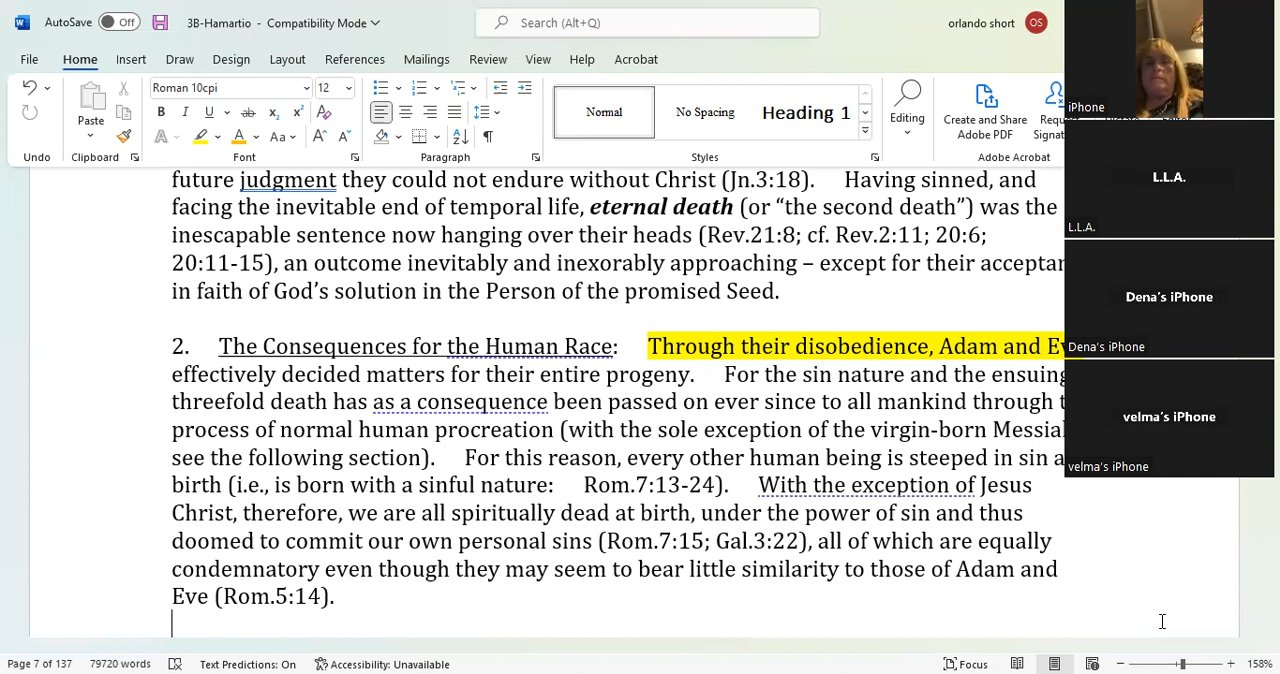 AutoSave Off 3B-Hamartio - Compatibility Mode Search (Alt+Q) orlando short OS
File Home Insert Draw Design Layout References Mailings Review View Help Acrobat
Roman 10cpi 12
Paste
B I U ab x₂ x² A
A A Aa A A
Normal No Spacing Heading 1
Editing
Create and Share
Adobe PDF
Undo Clipboard Font Paragraph Styles Adobe Acrobat
future judgment they could not endure without Christ (Jn.3:18). Having sinned, and
facing the inevitable end of temporal life, eternal death (or “the second death”) was the
inescapable sentence now hanging over their heads (Rev.21:8; cf. Rev.2:11; 20:6;
20:11-15), an outcome inevitably and inexorably approaching – except for their
in faith of God’s solution in the Person of the promised Seed.
2. The Consequences for the Human Race: Through their disobedience, Adam and
effectively decided matters for their entire progeny. For the sin nature and the ensuing
threefold death has as a consequence been passed on ever since to all mankind through
process of normal human procreation (with the sole exception of the virgin-born
see the following section). For this reason, every other human being is steeped in sin
birth (i.e., is born with a sinful nature: Rom.7:13-24). With the exception of Jesus
Christ, therefore, we are all spiritually dead at birth, under the power of sin and thus
doomed to commit our own personal sins (Rom.7:15; Gal.3:22), all of which are equally
condemnatory even though they may seem to bear little similarity to those of Adam and
Eve (Rom.5:14).
iPhone
L.L.A.
L.L.A.
Dena's iPhone
Dena's iPhone
velma's iPhone
velma's iPhone
Page 7 of 137 79720 words Text Predictions: On Accessibility: Unavailable Focus 158%